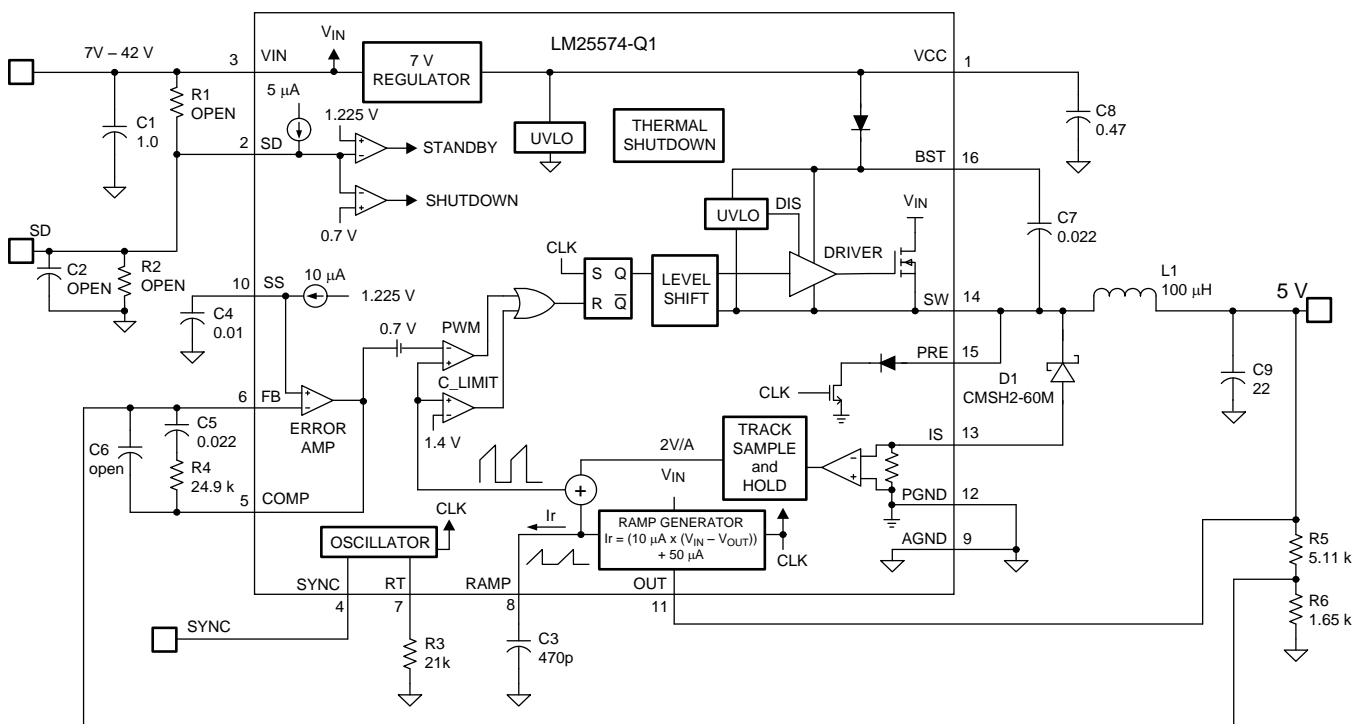 LM25574-Q1
7V – 42 V
3
VIN
VIN
7 V
REGULATOR
VCC
1
R1
OPEN
C1
1.0
5 μA
1.225 V
2
SD
STANDBY
SHUTDOWN
0.7 V
UVLO
THERMAL
SHUTDOWN
C8
0.47
BST
16
UVLO
DIS
VIN
DRIVER
C7
0.022
SD
C2
OPEN
R2
OPEN
10
SS
10 μA
1.225 V
C4
0.01
CLK
S
Q
R
Q
LEVEL
SHIFT
SW
14
L1
100 μH
5 V
0.7 V
PWM
C_LIMIT
1.4 V
PRE
15
CLK
D1
CMSH2-60M
C9
22
6
FB
ERROR
AMP
C5
0.022
C6
open
R4
24.9 k
5
COMP
2V/A
TRACK
SAMPLE
and
HOLD
IS
13
PGND
12
AGND
9
VIN
Ir
RAMP GENERATOR
Ir = (10 μA x (VIN – VOUT))
+ 50 μA
CLK
CLK
OSCILLATOR
SYNC
4
RT
7
RAMP
8
OUT
11
R5
5.11 k
R6
1.65 k
SYNC
R3
21k
C3
470p